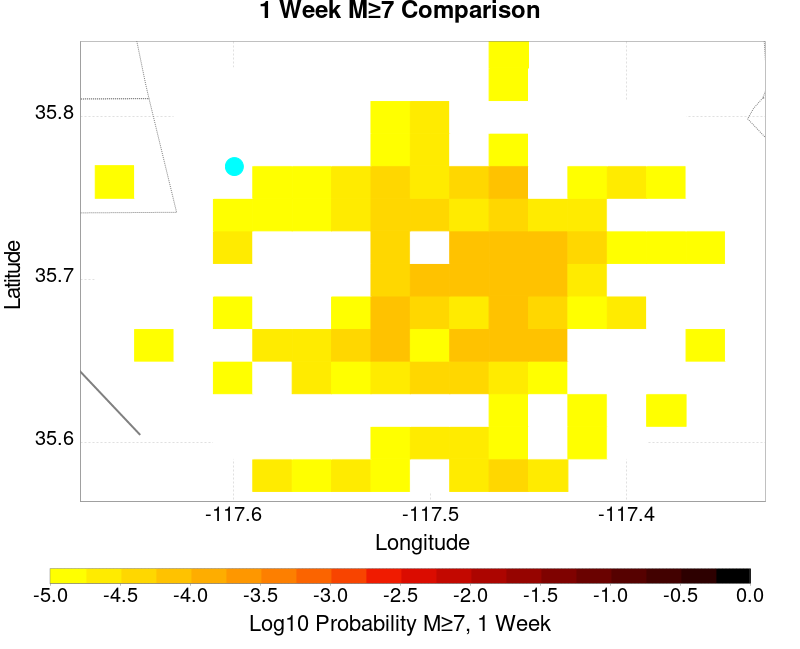 1 Week M≥7 Comparison
35.8
35.7
35.6
Latitude
-117.6 -117.5 -117.4
Longitude
-5.0 -4.5 -4.0 -3.5 -3.0 -2.5 -2.0 -1.5 -1.0 -0.5 0.0
Log10 Probability M≥7, 1 Week